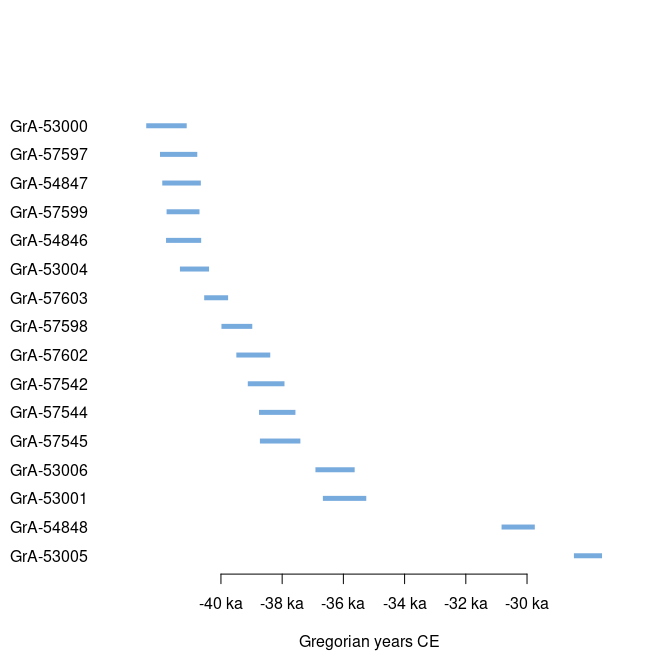 GrA-53000
GrA-57597
GrA-54847
GrA-57599
GrA-54846
GrA-53004
GrA-57603
GrA-57598
GrA-57602
GrA-57542
GrA-57544
GrA-57545
GrA-53006
GrA-53001
GrA-54848
GrA-53005
-40 ka -38 ka -36 ka -34 ka -32 ka -30 ka
Gregorian years CE